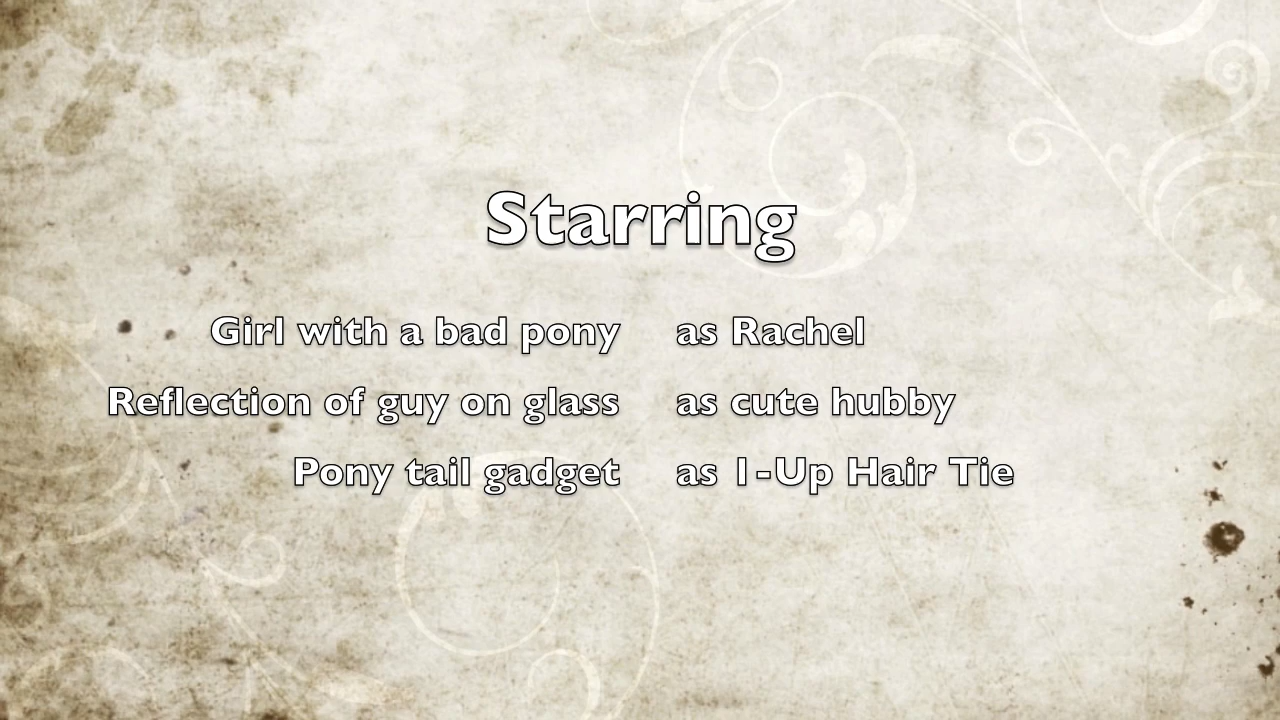 Starring
Girl with a bad pony as Rachel
Reflection of guy on glass as cute hubby
Pony tail gadget as 1-Up Hair Tie